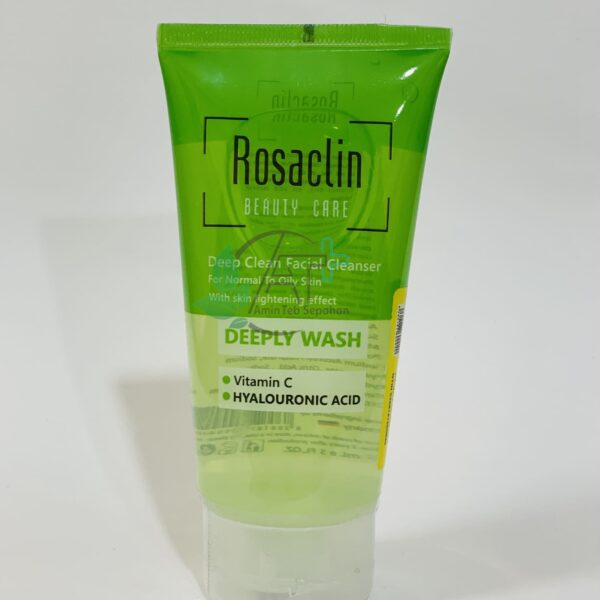 Rosaclin
BEAUTY CARE
Deep Clean Facial Cleanser
For Normal To Oily Skin
With skin lightening effect
Amin Teb Sepahan
DEEPLY WASH
Vitamin C
HYALOURONIC ACID